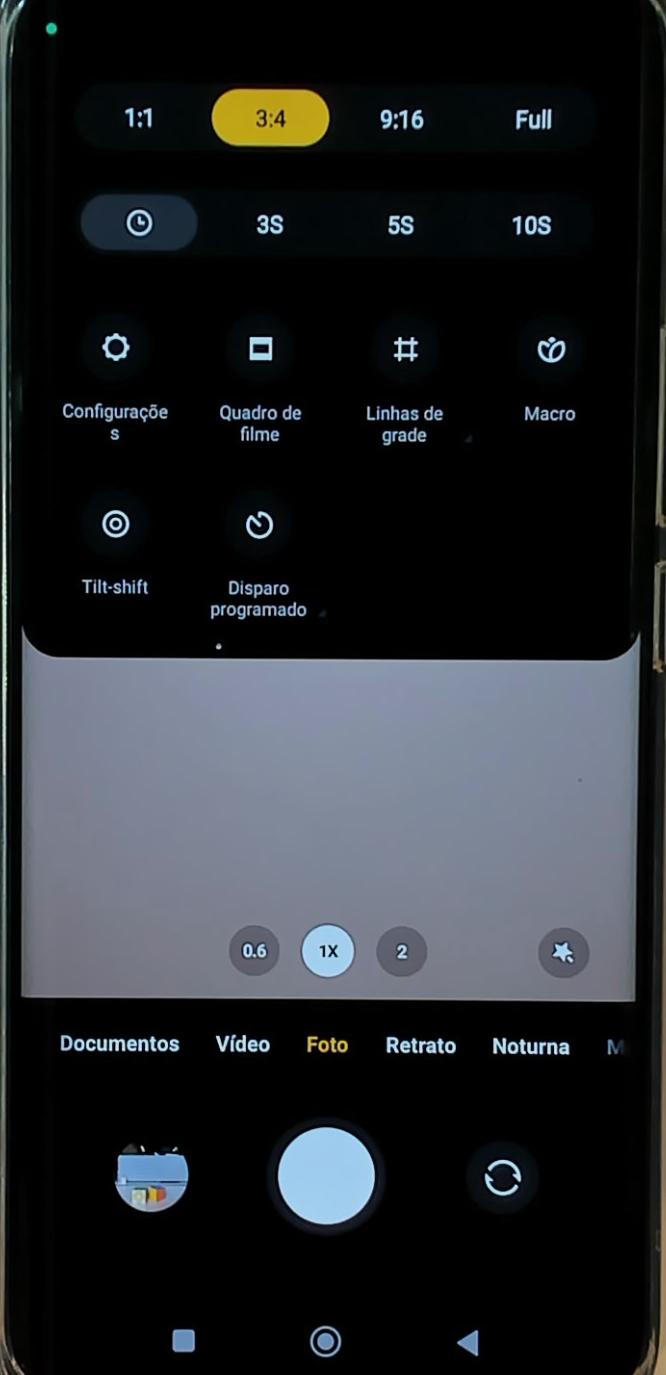 1:1 3:4 9:16 Full
3S 5S 10S
Configuraçõe Quadro de Linhas de Macro
s filme grade
Tilt-shift Disparo
programado
0.6 1X 2
Documentos Vídeo Foto Retrato Noturna M